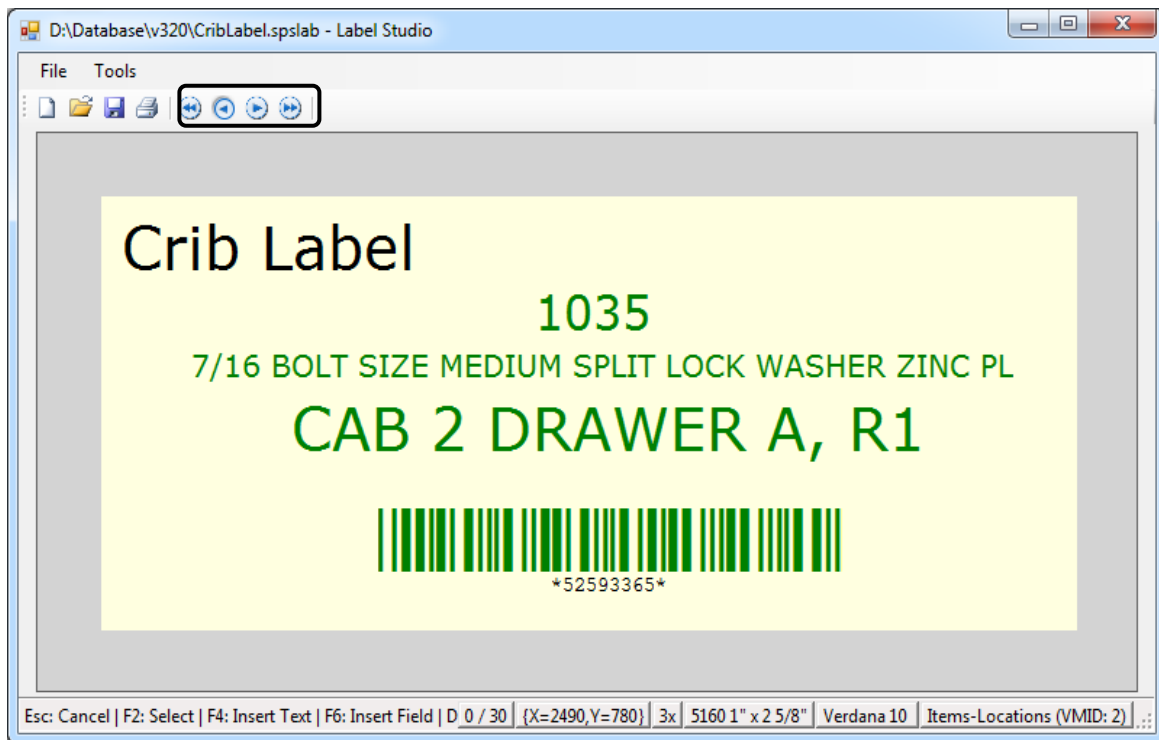 D:\Database\v320\CribLabel.spslab - Label Studio
File Tools
Crib Label
1035
7/16 BOLT SIZE MEDIUM SPLIT LOCK WASHER ZINC PL
CAB 2 DRAWER A, R1
*52593365*
Esc: Cancel | F2: Select | F4: Insert Text | F6: Insert Field | D 0 / 30 {X=2490,Y=780} 3x 5160 1" x 2 5/8" Verdana 10 Items-Locations (VMID: 2)